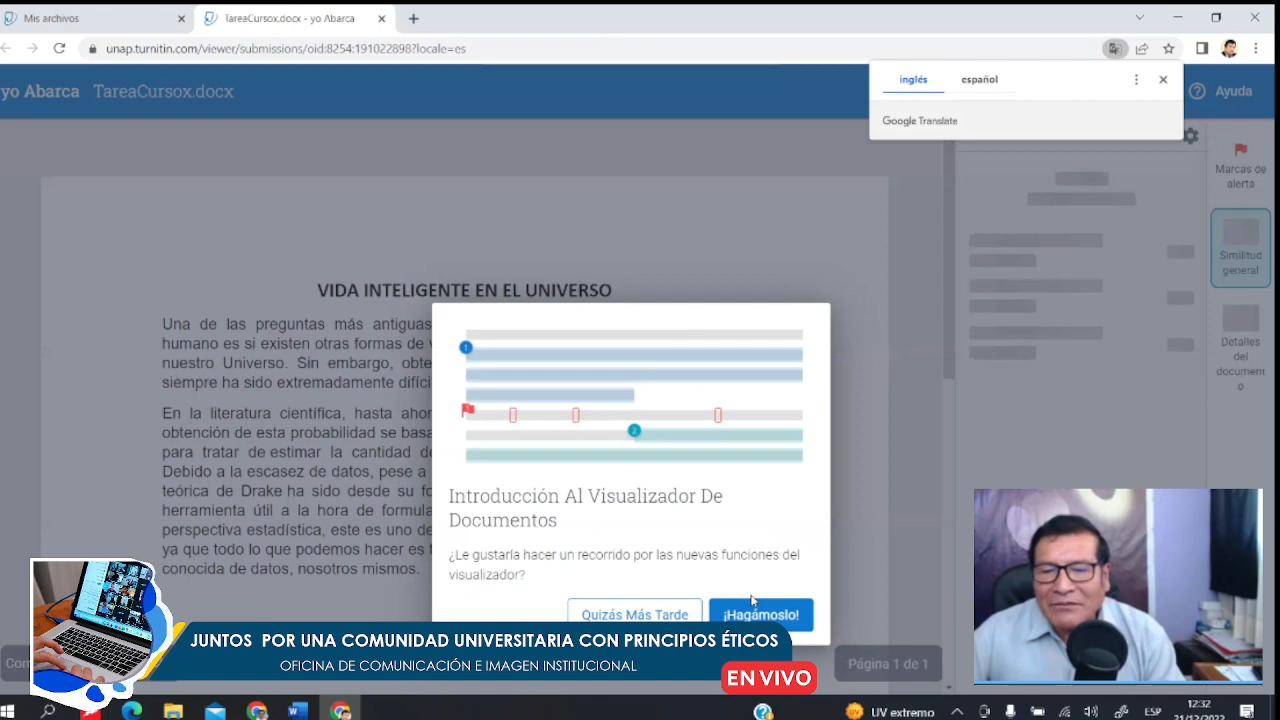 Mis archivos
TareaCursox.docx - yo Abarca
unap.turnitin.com/viewer/submissions/oid:8254:191022898?locale=es
inglés español
Google Translate
yo Abarca TareaCursox.docx
Ayuda
Marcas de
alerta
Similitud
general
Detalles
del
document
o
VIDA INTELIGENTE EN EL UNIVERSO
Una de las preguntas más antiguas
humano es si existen otras formas de
nuestro Universo. Sin embargo,
siempre ha sido extremadamente
En la literatura científica, hasta
obtención de esta probabilidad se
para tratar de estimar la cantidad
Debido a la escasez de datos, pese a
teórica de Drake ha sido desde su
herramienta útil a la hora de
perspectiva estadística, este es uno
ya que todo lo que podemos hacer es
conocida de datos, nosotros mismos.
1
2
Introducción Al Visualizador De
Documentos
¿Le gustaría hacer un recorrido por las nuevas funciones del
visualizador?
Quizás Más Tarde ¡Hagámoslo!
Página 1 de 1
JUNTOS POR UNA COMUNIDAD UNIVERSITARIA CON PRINCIPIOS ÉTICOS
OFICINA DE COMUNICACIÓN E IMAGEN INSTITUCIONAL
EN VIVO
UV extremo
ESP
12:32
21/12/2022